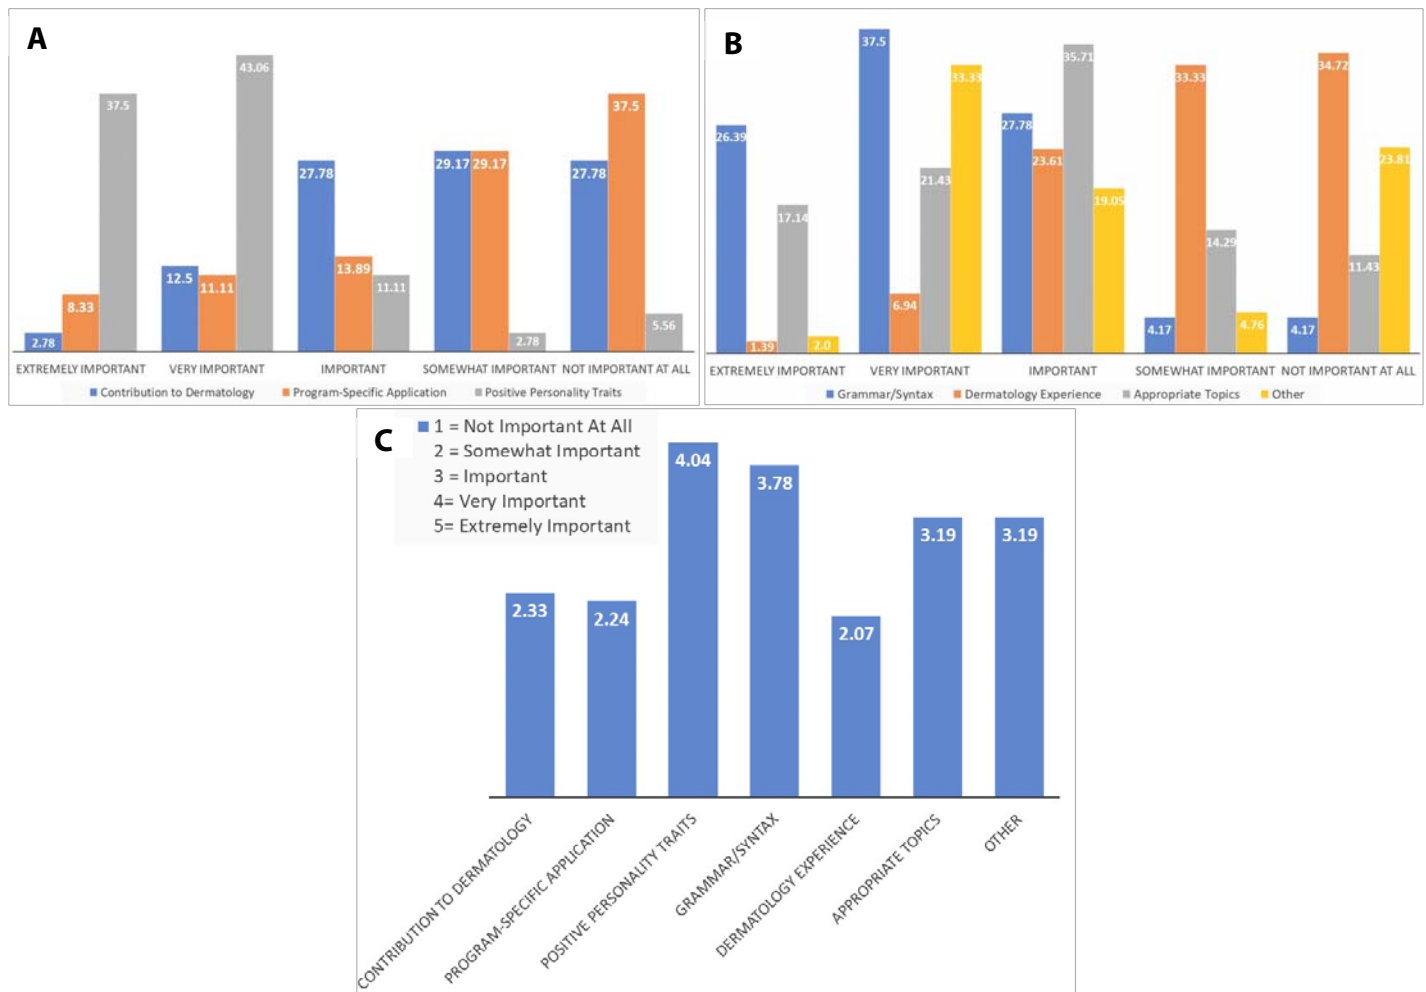 A
2.78
8.33
37.5
12.5
11.11
43.06
27.78
13.89
11.11
29.17
29.17
2.78
27.78
37.5
5.56
EXTREMELY IMPORTANT
VERY IMPORTANT
IMPORTANT
SOMEWHAT IMPORTANT
NOT IMPORTANT AT ALL
Contribution to Dermatology
Program-Specific Application
Positive Personality Traits
B
26.39
1.39
17.14
2.0
37.5
6.94
21.43
33.33
27.78
23.61
35.71
19.05
4.17
33.33
14.29
4.76
4.17
34.72
11.43
23.81
EXTREMELY IMPORTANT
VERY IMPORTANT
IMPORTANT
SOMEWHAT IMPORTANT
NOT IMPORTANT AT ALL
Grammar/Syntax
Dermatology Experience
Appropriate Topics
Other
C
1 = Not Important At All
2 = Somewhat Important
3 = Important
4= Very Important
5= Extremely Important
2.33
2.24
4.04
3.78
2.07
3.19
3.19
CONTRIBUTION TO DERMATOLOGY
PROGRAM-SPECIFIC APPLICATION
POSITIVE PERSONALITY TRAITS
GRAMMAR/SYNTAX
DERMATOLOGY EXPERIENCE
APPROPRIATE TOPICS
OTHER